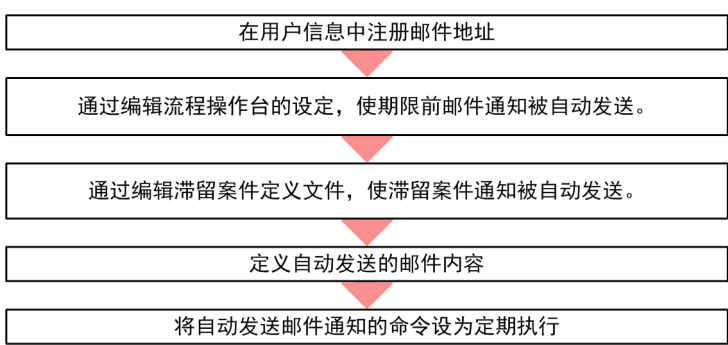 在用户信息中注册邮件地址
通过编辑流程操作台的设定，使期限前邮件通知被自动发送。
通过编辑滞留案件定义文件，使滞留案件通知被自动发送。
定义自动发送的邮件内容
将自动发送邮件通知的命令设为定期执行